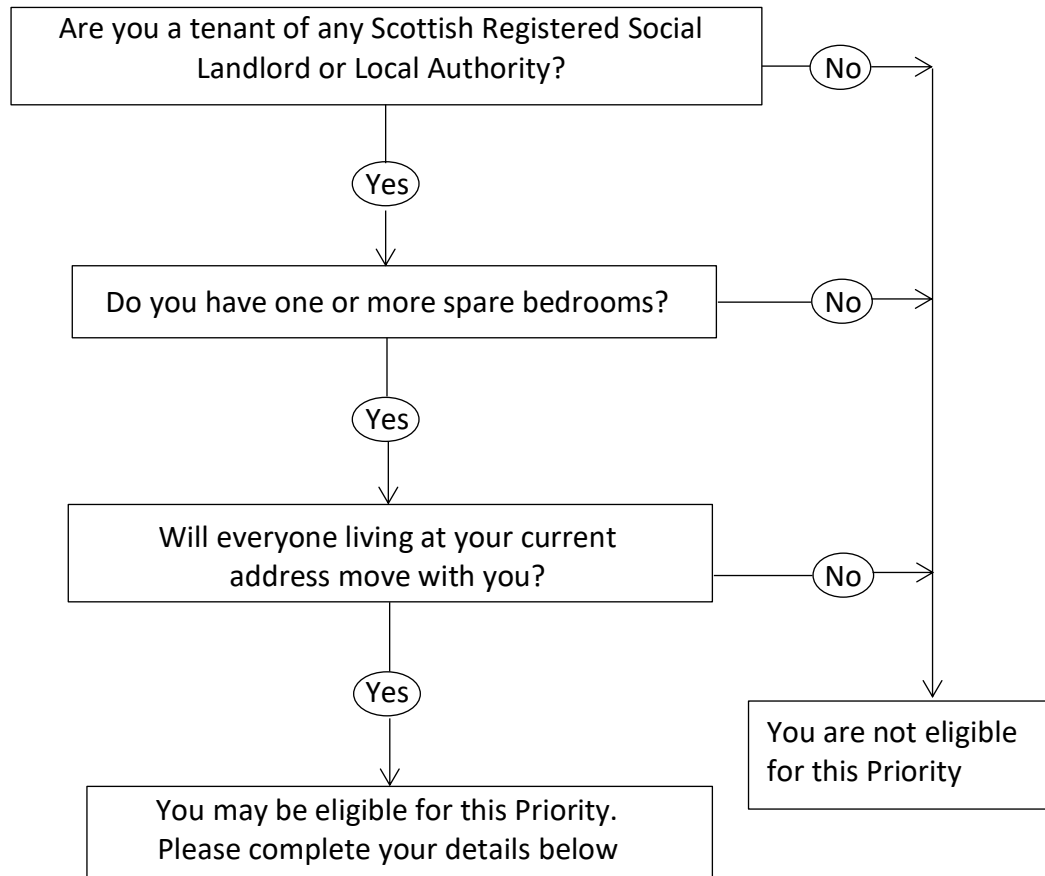 Are you a tenant of any Scottish Registered Social
Landlord or Local Authority?
No
Yes
Do you have one or more spare bedrooms?
No
Yes
Will everyone living at your current
address move with you?
No
Yes
You are not eligible
for this Priority
You may be eligible for this Priority.
Please complete your details below